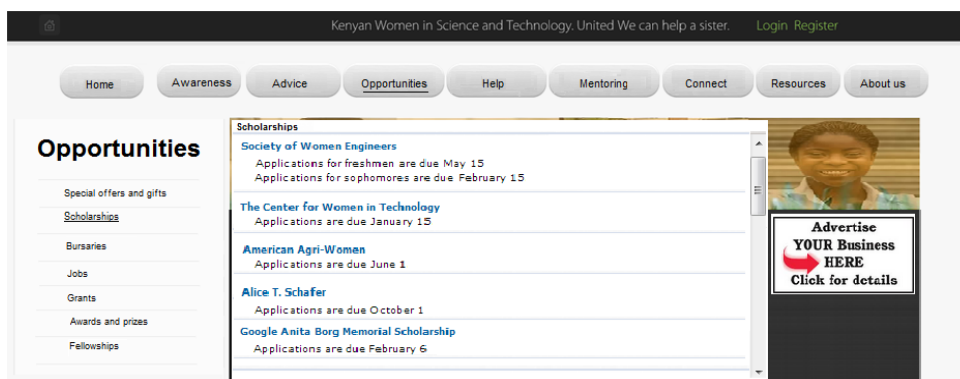 Kenyan Women in Science and Technology. United We can help a sister. Login Register
Home Awareness Advice Opportunities Help Mentoring Connect Resources About us
Opportunities
Special offers and gifts
Scholarships
Bursaries
Jobs
Grants
Awards and prizes
Fellowships
Scholarships
Society of Women Engineers
Applications for freshmen are due May 15
Applications for sophomores are due February 15
The Center for Women in Technology
Applications are due January 15
American Agri-Women
Applications are due June 1
Alice T. Schafer
Applications are due October 1
Google Anita Borg Memorial Scholarship
Applications are due February 6
Advertise
YOUR Business
HERE
Click for details